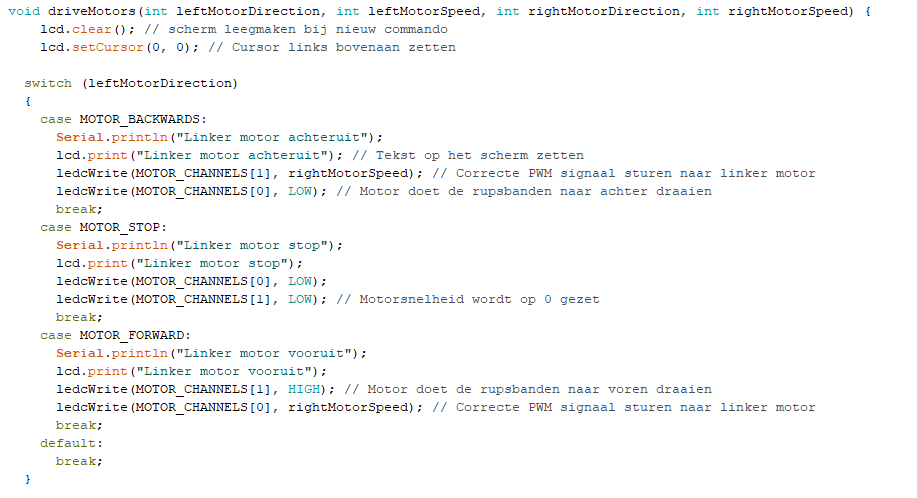 void driveMotors(int leftMotorDirection, int leftMotorSpeed, int rightMotorDirection, int rightMotorSpeed) {
    lcd.clear(); // scherm leegmaken bij nieuw commando
    lcd.setCursor(0, 0); // Cursor links bovenaan zetten

  switch (leftMotorDirection)
  {
    case MOTOR_BACKWARDS:
      Serial.println("Linker motor achteruit");
      lcd.print("Linker motor achteruit"); // Tekst op het scherm zetten
      ledcWrite(MOTOR_CHANNELS[1], rightMotorSpeed); // Correcte PWM signaal sturen naar linker motor
      ledcWrite(MOTOR_CHANNELS[0], LOW); // Motor doet de rupsbanden naar achter draaien
      break;
    case MOTOR_STOP:
      Serial.println("Linker motor stop");
      lcd.print("Linker motor stop");
      ledcWrite(MOTOR_CHANNELS[0], LOW);
      ledcWrite(MOTOR_CHANNELS[1], LOW); // Motorsnelheid wordt op 0 gezet
      break;
    case MOTOR_FORWARD:
      Serial.println("Linker motor vooruit");
      lcd.print("Linker motor vooruit");
      ledcWrite(MOTOR_CHANNELS[1], HIGH); // Motor doet de rupsbanden naar voren draaien
      ledcWrite(MOTOR_CHANNELS[0], rightMotorSpeed); // Correcte PWM signaal sturen naar linker motor
      break;
    default:
      break;
  }